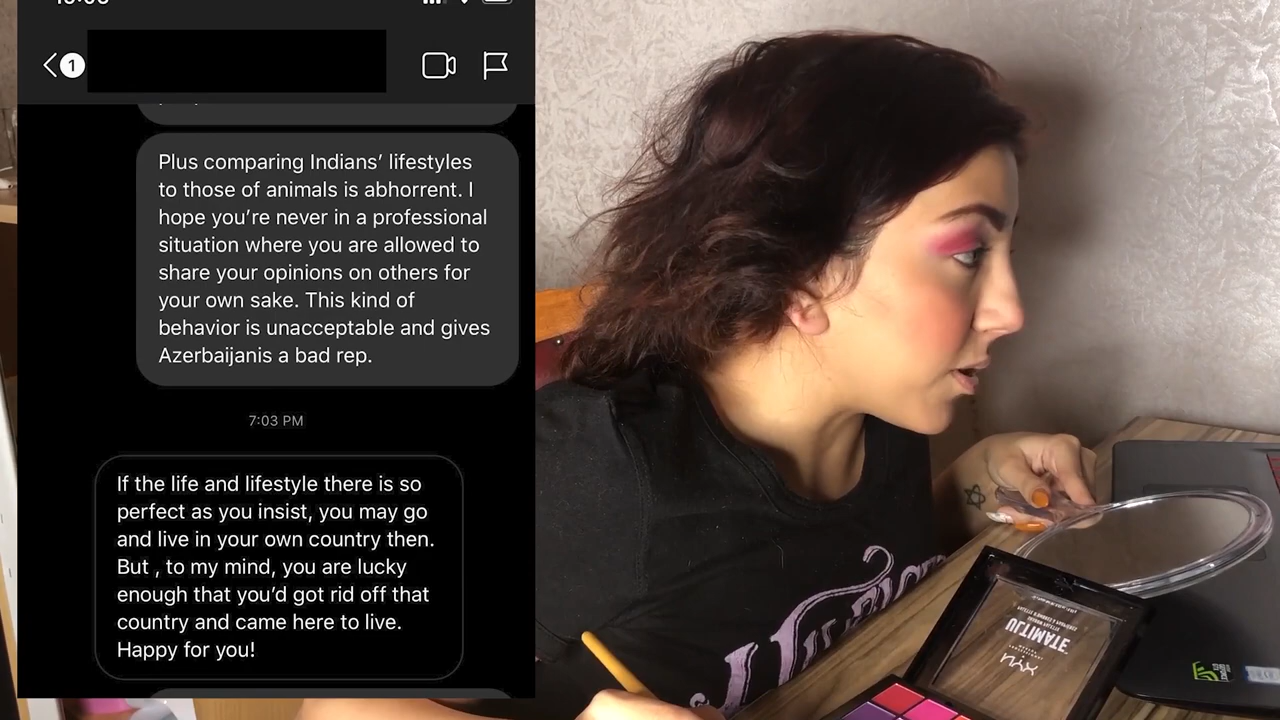 1
Plus comparing Indians’ lifestyles
to those of animals is abhorrent. I
hope you’re never in a professional
situation where you are allowed to
share your opinions on others for
your own sake. This kind of
behavior is unacceptable and gives
Azerbaijanis a bad rep.
7:03 PM
If the life and lifestyle there is so
perfect as you insist, you may go
and live in your own country then.
But , to my mind, you are lucky
enough that you’d got rid off that
country and came here to live.
Happy for you!
ULTIMATE
NYX